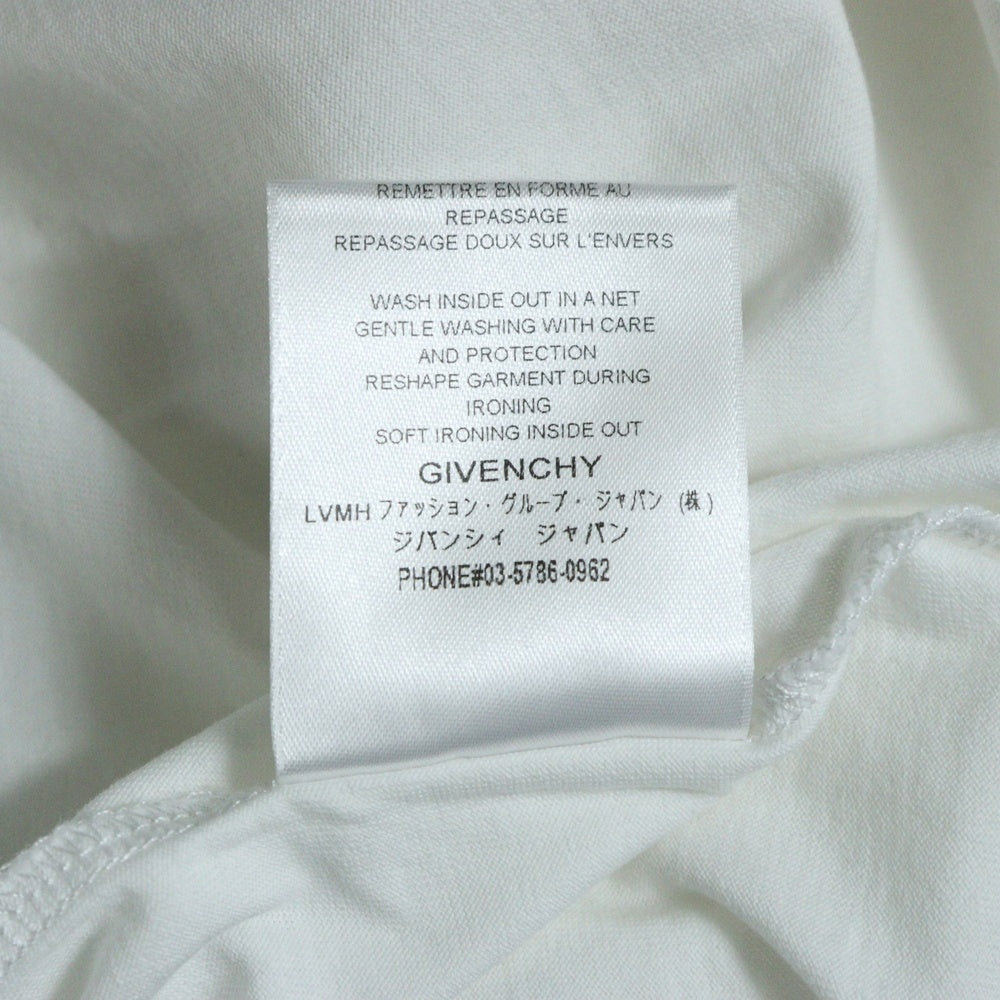 REMETTRE EN FORME AU
REPASSAGE
REPASSAGE DOUX SUR L'ENVERS
WASH INSIDE OUT IN A NET
GENTLE WASHING WITH CARE
AND PROTECTION
RESHAPE GARMENT DURING
IRONING
SOFT IRONING INSIDE OUT
GIVENCHY
LVMH ファッション・グループ・ジャパン (株)
ジバンシィ ジャパン
PHONE#03-5786-0962